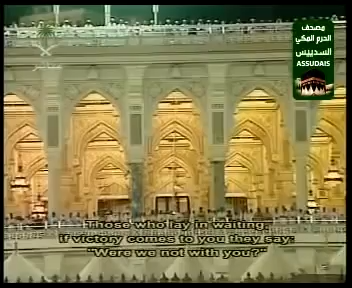 مصحف
الحرم المكي
السديس
ASSUDAIS
Those who lay in waiting,
if victory comes to you they say:
"Ware we not with you?"